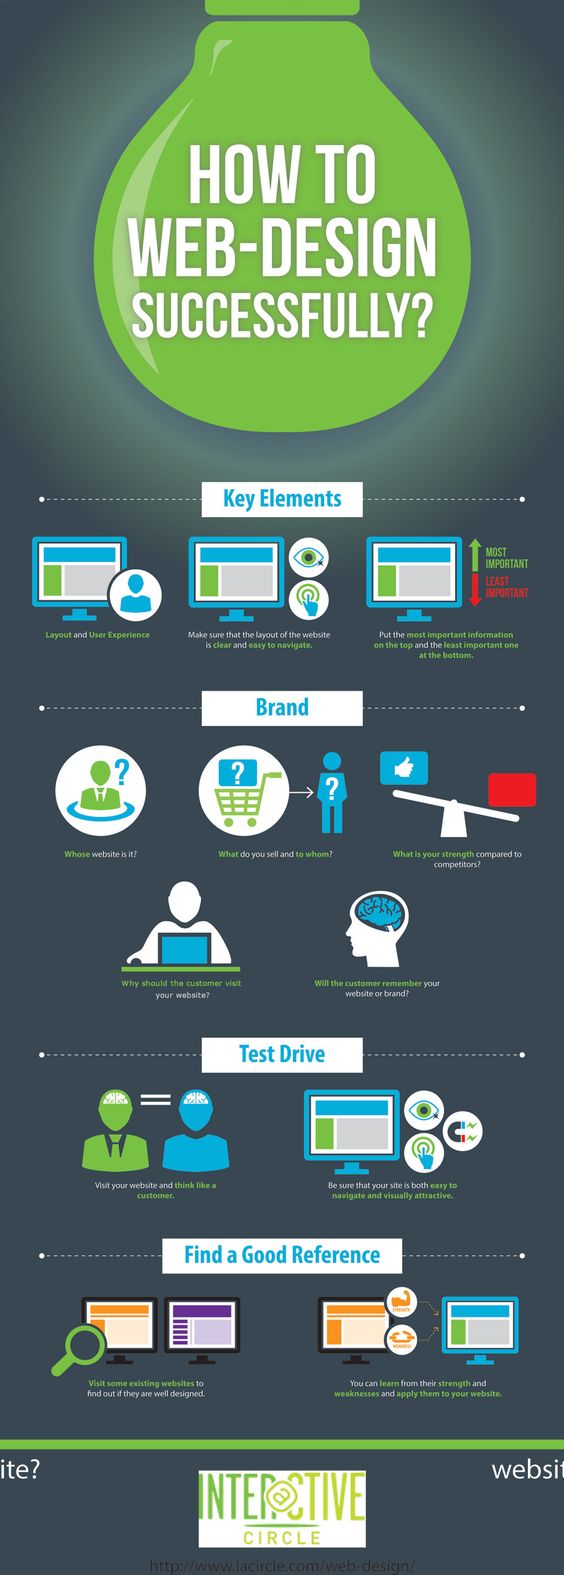 HOW TO
WEB-DESIGN
SUCCESSFULLY?
Key Elements
MOST
IMPORTANT
LEAST
IMPORTANT
Layout and User Experience
Make sure that the layout of the website
is clear and easy to navigate.
Put the most important information
on the top and the least important one
at the bottom.
Brand
?
?
?
Whose website is it?
What do you sell and to whom?
What is your strength compared to
competitors?
Why should the customer visit
your website?
Will the customer remember your
website or brand?
Test Drive
Visit your website and think like a
customer.
Be sure that your site is both easy to
navigate and visually attractive.
Find a Good Reference
STRENGTH
WEAKNESS
Visit some existing websites to
find out if they are well designed.
You can learn from their strength and
weaknesses and apply them to your website.
ite?
websit
INTER@CTIVE
CIRCLE
http://www.iacircle.com/web-design/